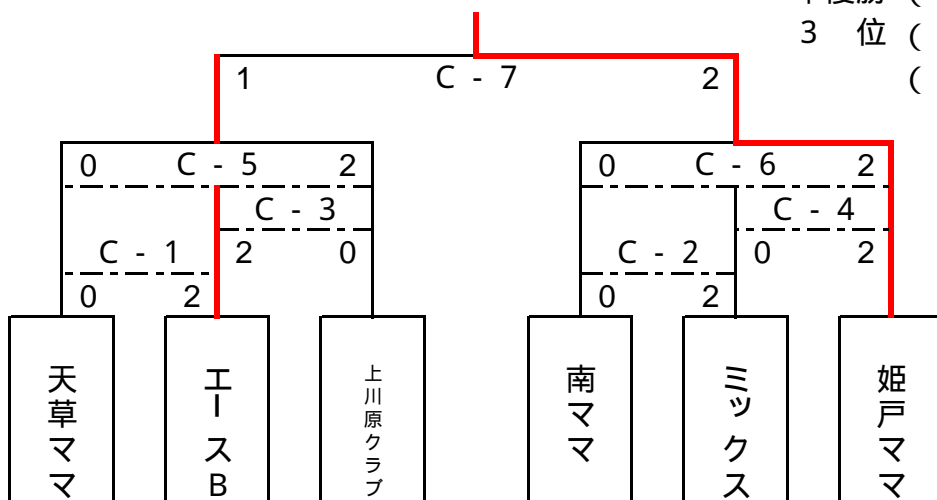 3 位 (
(
1 C - 7 2
0 C - 5 2
0 C - 6 2
C - 3
C - 4
C - 1
2 0
C - 2
0 2
0 2
0 2
天草ママ
エースB
上川原クラブ
南ママ
ミックス
姫戸ママ